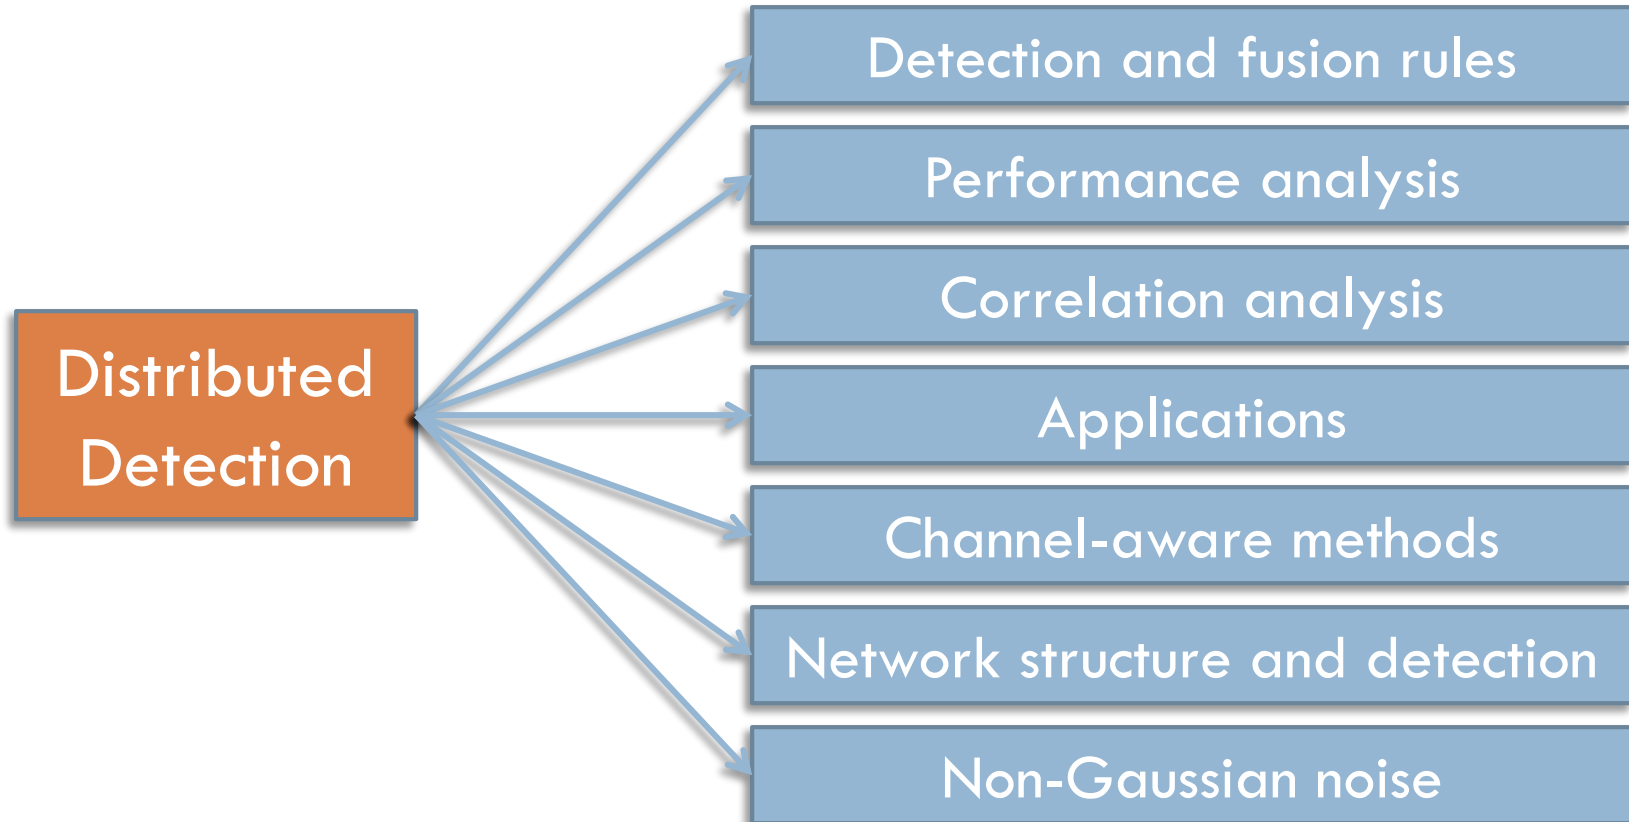 Detection and fusion rules
Performance analysis
Correlation analysis
Distributed
Detection
Applications
Channel-aware methods
Network structure and detection
Non-Gaussian noise